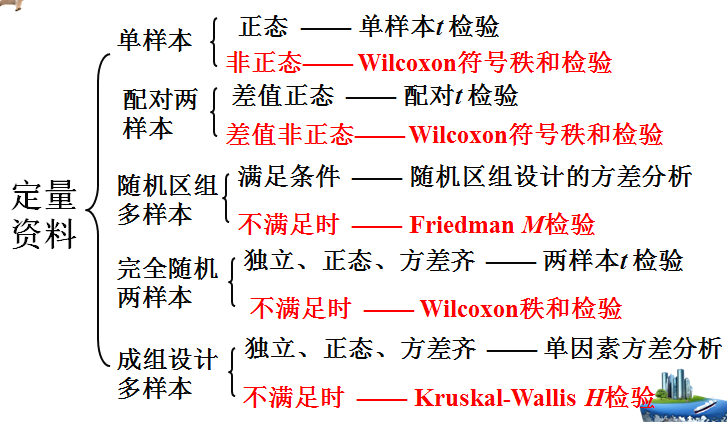 单样本
正态 —— 单样本t 检验
非正态—— Wilcoxon符号秩和检验
配对两
样本
差值正态 —— 配对t 检验
差值非正态—— Wilcoxon符号秩和检验
定量
资料
随机区组
多样本
满足条件 —— 随机区组设计的方差分析
不满足时 —— Friedman M检验
完全随机
两样本
独立、正态、方差齐 —— 两样本t 检验
不满足时 —— Wilcoxon秩和检验
成组设计
多样本
独立、正态、方差齐 —— 单因素方差分析
不满足时 —— Kruskal-Wallis H检验